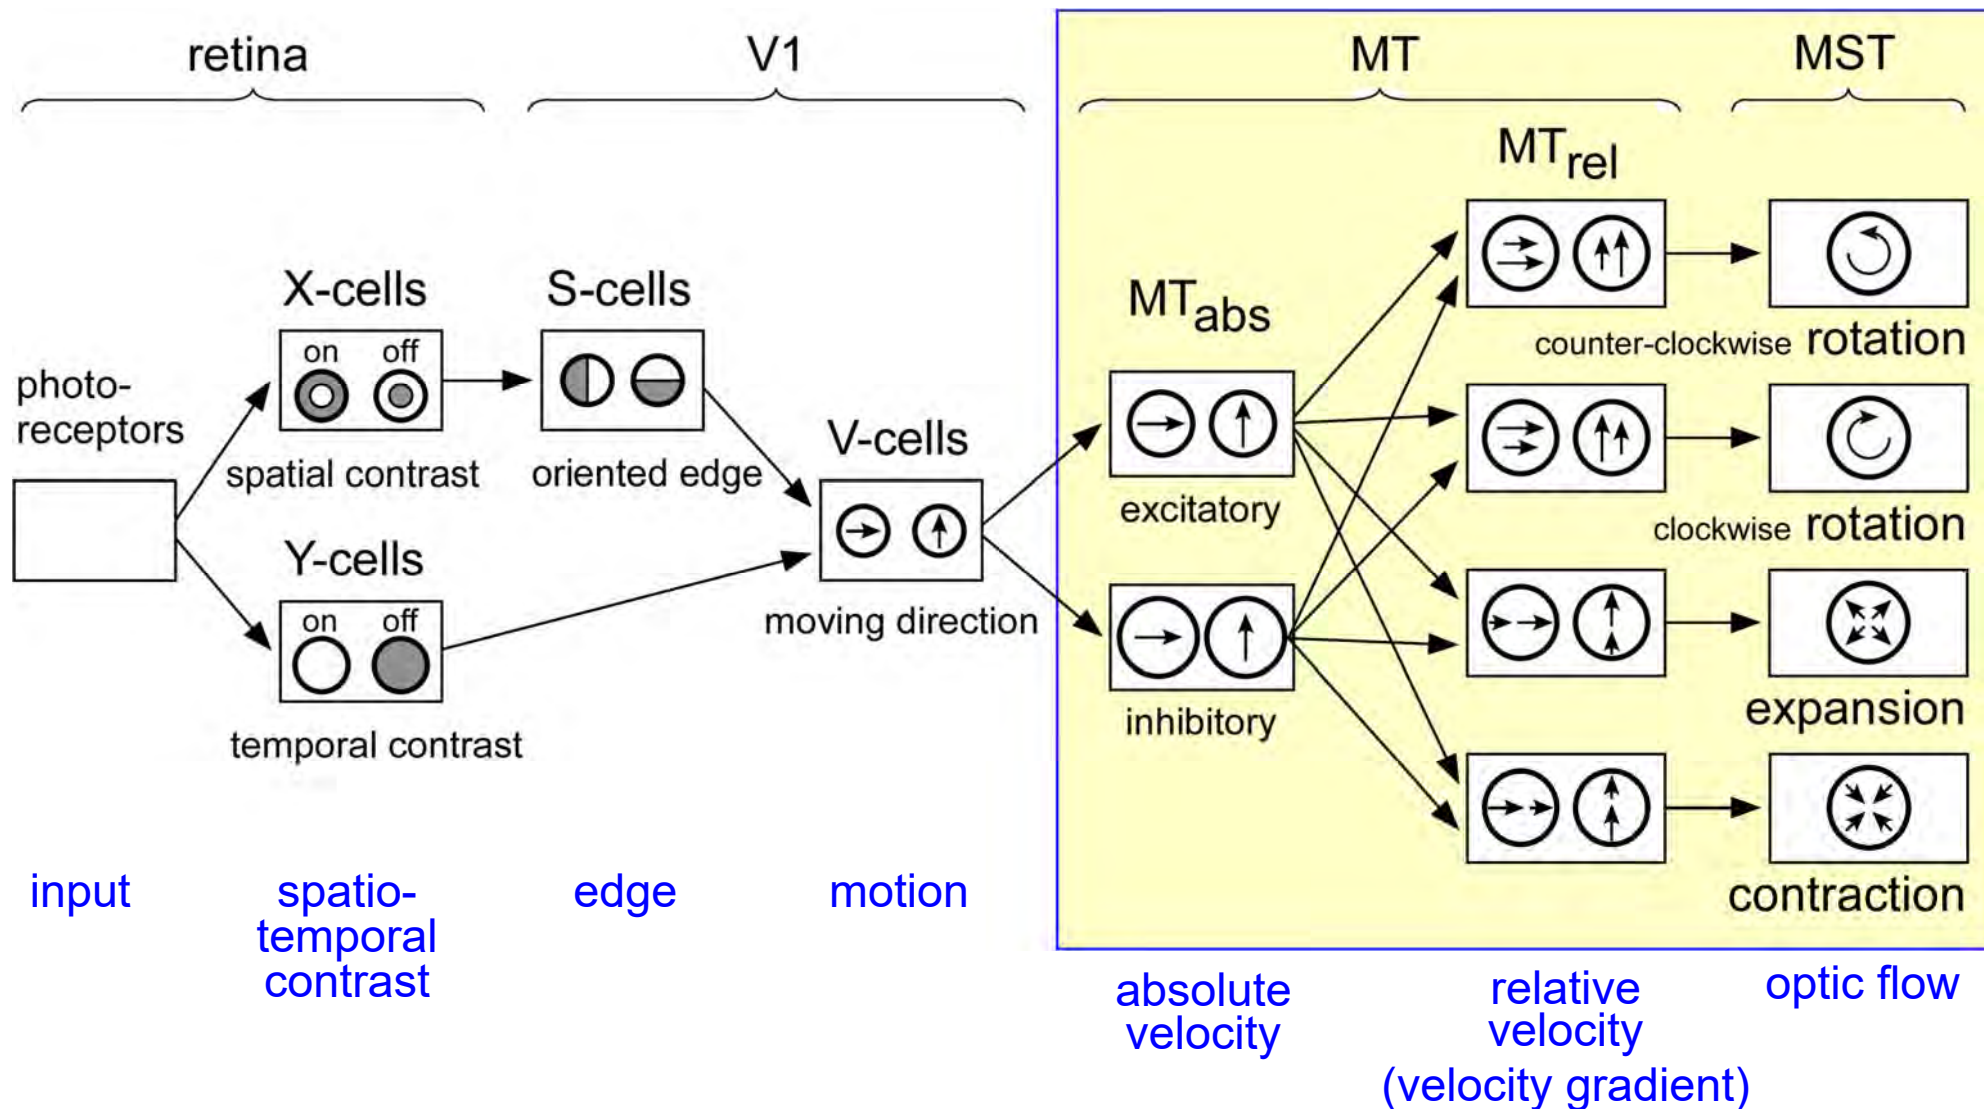 retina
V1
MT
MST
MTrel
X-cells
S-cells
MTabs
on off
photo-
receptors
counter-clockwise rotation
spatial contrast
oriented edge
V-cells
excitatory
clockwise rotation
Y-cells
on off
moving direction
temporal contrast
inhibitory
expansion
contraction
input
spatio-
temporal
contrast
edge
motion
absolute
velocity
relative
velocity
(velocity gradient)
optic flow